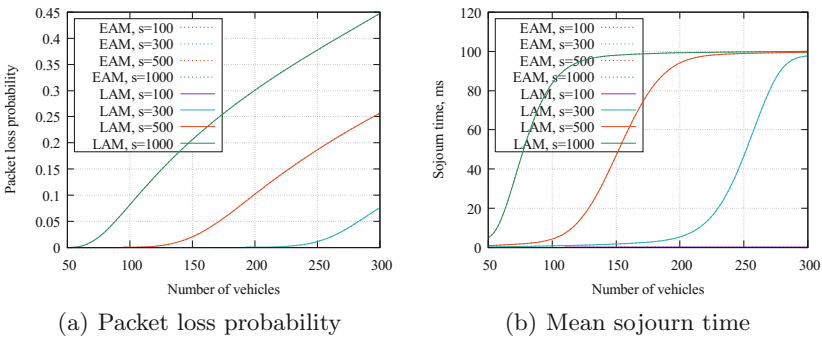 Packet loss probability
0.45
0.4
0.35
0.3
0.25
0.2
0.15
0.1
0.05
0
EAM, s=100
EAM, s=300
EAM, s=500
EAM, s=1000
LAM, s=100
LAM, s=300
LAM, s=500
LAM, s=1000
50 100 150 200 250 300
Number of vehicles
(a) Packet loss probability
Sojourn time, ms
120
100
80
60
40
20
0
EAM, s=100
EAM, s=300
EAM, s=500
EAM, s=1000
LAM, s=100
LAM, s=300
LAM, s=500
LAM, s=1000
50 100 150 200 250 300
Number of vehicles
(b) Mean sojourn time